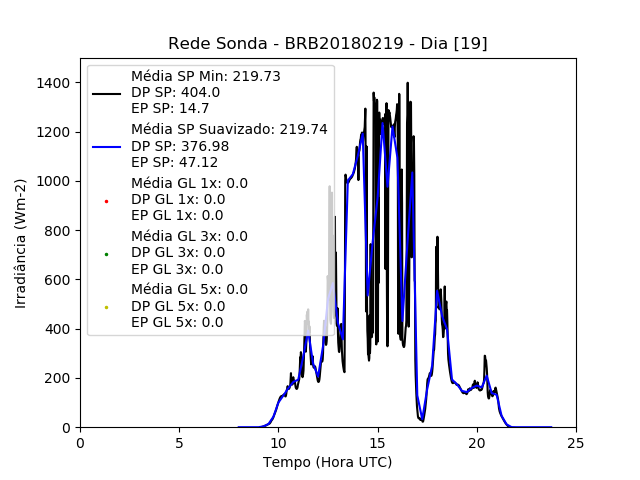 Rede Sonda - BRB20180219 - Dia [19]
Média SP Min: 219.73
DP SP: 404.0
EP SP: 14.7
Média SP Suavizado: 219.74
DP SP: 376.98
EP SP: 47.12
Média GL 1x: 0.0
DP GL 1x: 0.0
EP GL 1x: 0.0
Média GL 3x: 0.0
DP GL 3x: 0.0
EP GL 3x: 0.0
Média GL 5x: 0.0
DP GL 5x: 0.0
EP GL 5x: 0.0
Irradiância (Wm-2)
1400
1200
1000
800
600
400
200
0
0 5 10 15 20 25
Tempo (Hora UTC)